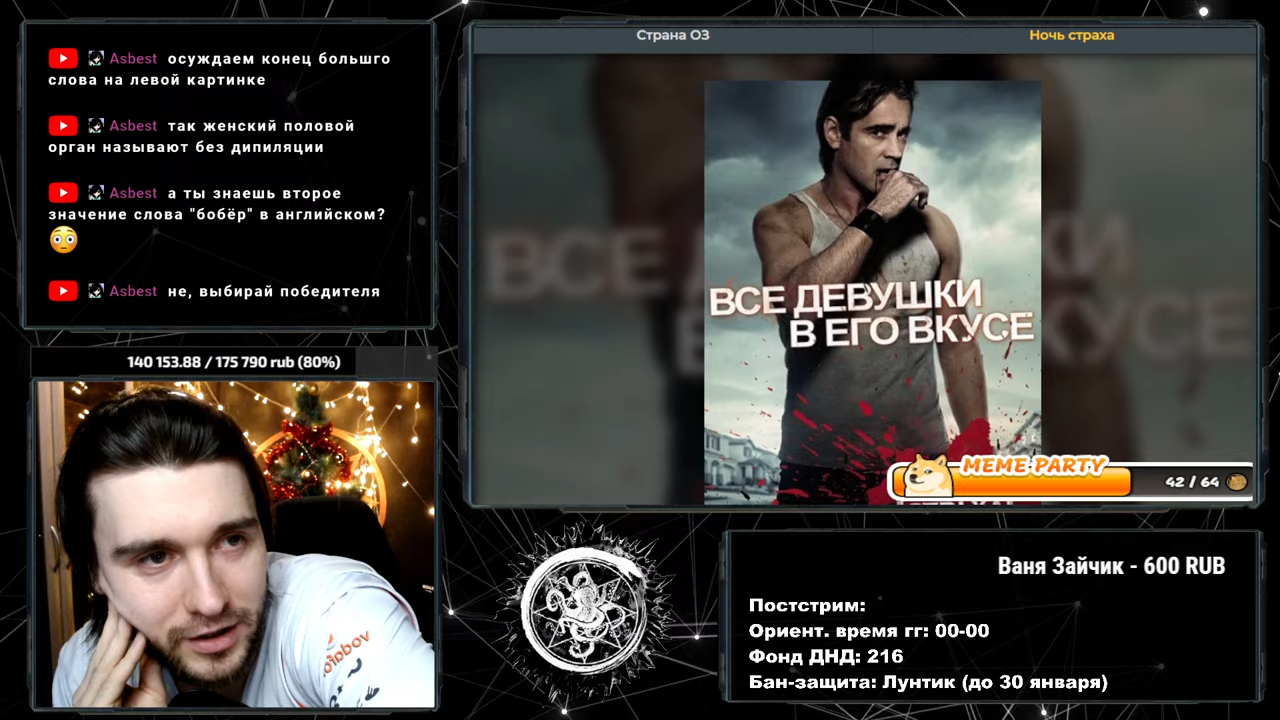 Asbest осуждаем конец большго
слова на левой картинке
Asbest так женский половой
орган называют без дипиляции
Asbest а ты знаешь второе
значение слова "бобёр" в английском?
Asbest не, выбирай победителя
140 153.88 / 175 790 rub (80%)
Страна ОЗ
Ночь страха
ВСЕ ДЕВУШКИ
В ЕГО ВКУСЕ
MEME PARTY
42 / 64
Ваня Зайчик - 600 RUB
Постстрим:
Ориент. время гг: 00-00
Фонд ДНД: 216
Бан-защита: Лунтик (до 30 января)